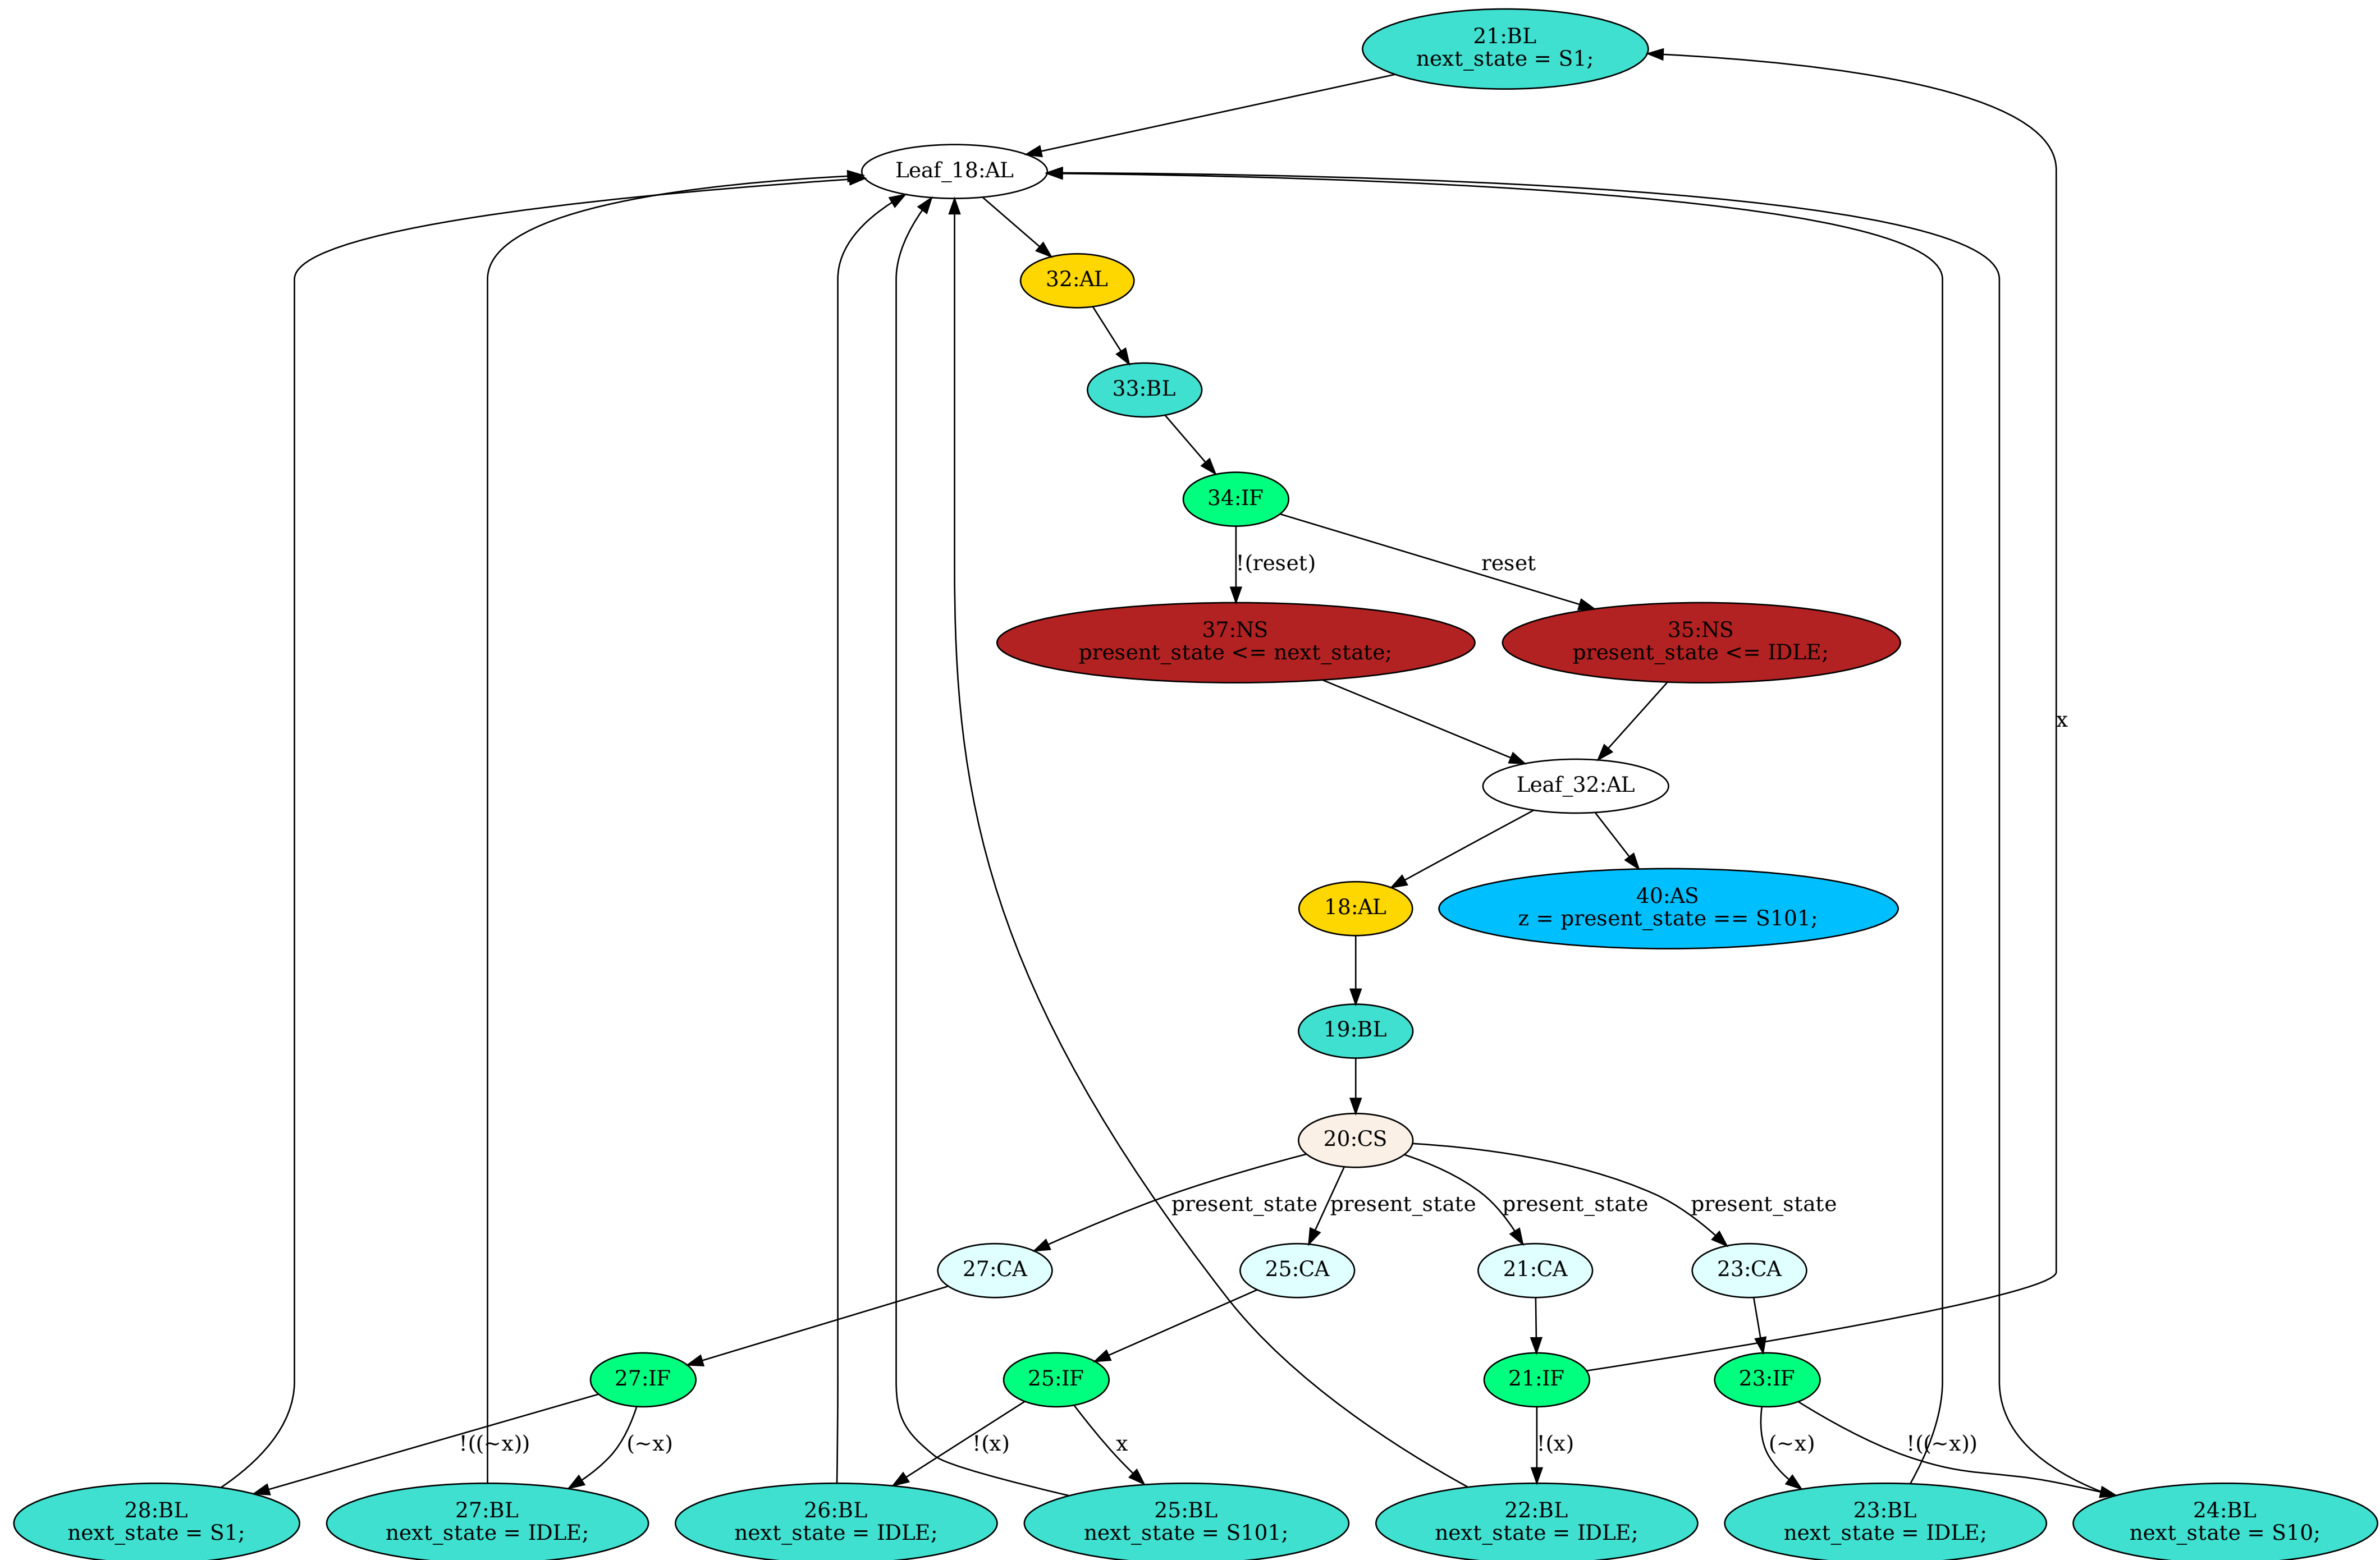 21:BL
next_state = S1;
Leaf_18:AL
32:AL
33:BL
34:IF
!(reset)
reset
37:NS
present_state <= next_state;
35:NS
present_state <= IDLE;
x
Leaf_32:AL
18:AL
40:AS
z = present_state == S101;
19:BL
20:CS
present_state
present_state
present_state
present_state
27:CA
25:CA
21:CA
23:CA
27:IF
25:IF
21:IF
23:IF
!((~x))
(~x)
!(x)
x
!(x)
(~x)
!((~x))
28:BL
next_state = S1;
27:BL
next_state = IDLE;
26:BL
next_state = IDLE;
25:BL
next_state = S101;
22:BL
next_state = IDLE;
23:BL
next_state = IDLE;
24:BL
next_state = S10;